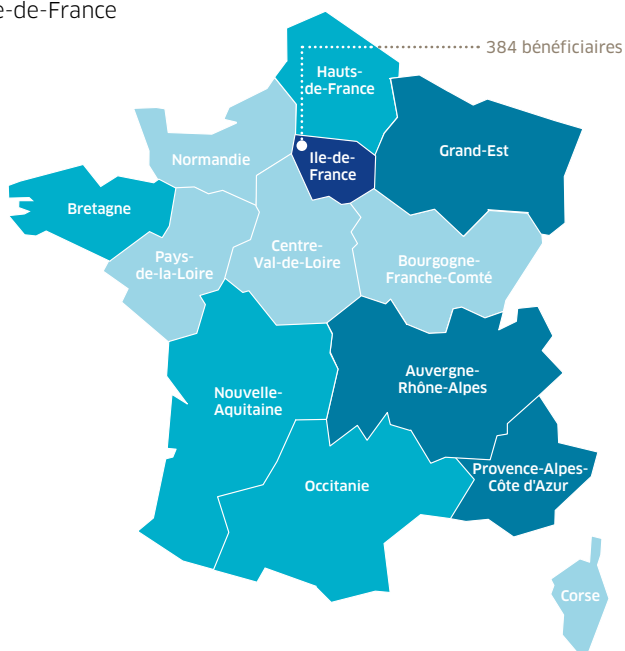 e-de-France
384 bénéficiaires
Hauts-
de-France
Grand-Est
Normandie
Ile-de-
France
Bretagne
Pays-
de-la-Loire
Centre-
Val-de-Loire
Bourgogne-
Franche-Comté
Auvergne-
Rhône-Alpes
Nouvelle-
Aquitaine
Provence-Alpes-
Côte d'Azur
Occitanie
Corse